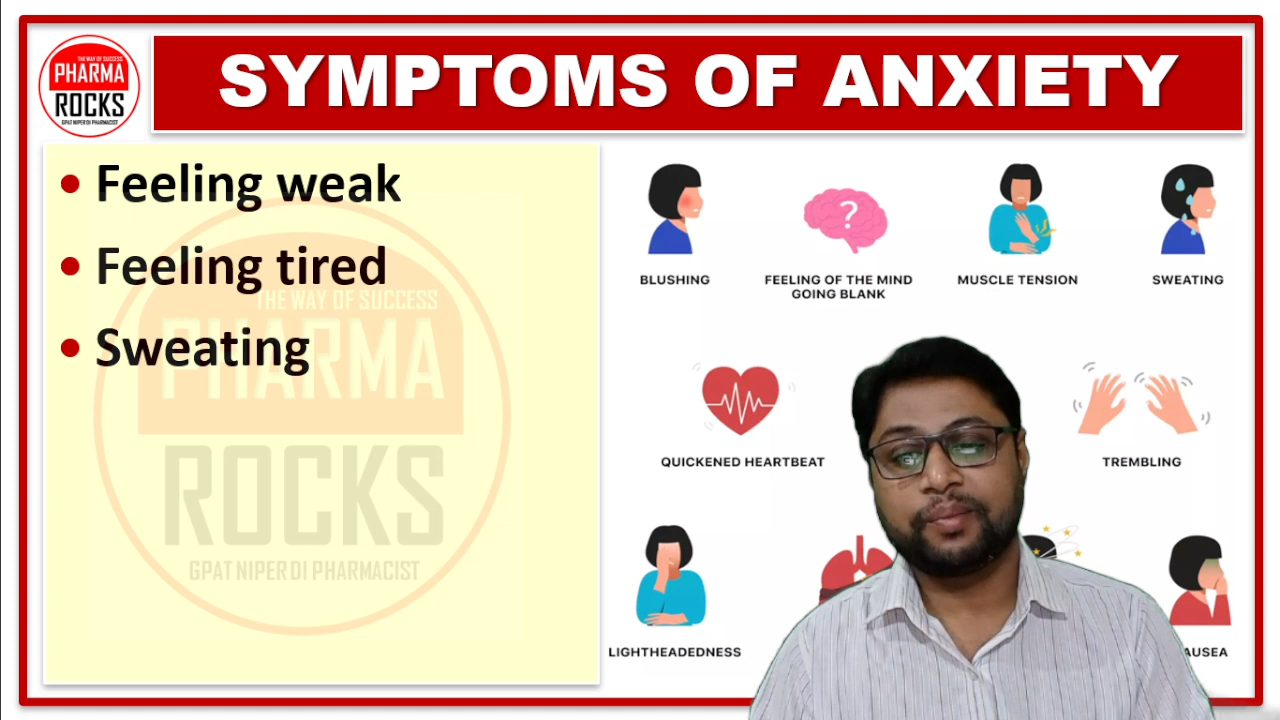 THE WAY OF SUCCESS
PHARMA
ROCKS
GPAT NIPER DI PHARMACIST
SYMPTOMS OF ANXIETY
• Feeling weak
• Feeling tired
• Sweating
THE WAY OF SUCCESS
PHARMA
ROCKS
GPAT NIPER DI PHARMACIST
BLUSHING
FEELING OF THE MIND
GOING BLANK
?
MUSCLE TENSION
SWEATING
QUICKENED HEARTBEAT
TREMBLING
LIGHTHEADEDNESS
AUSEA